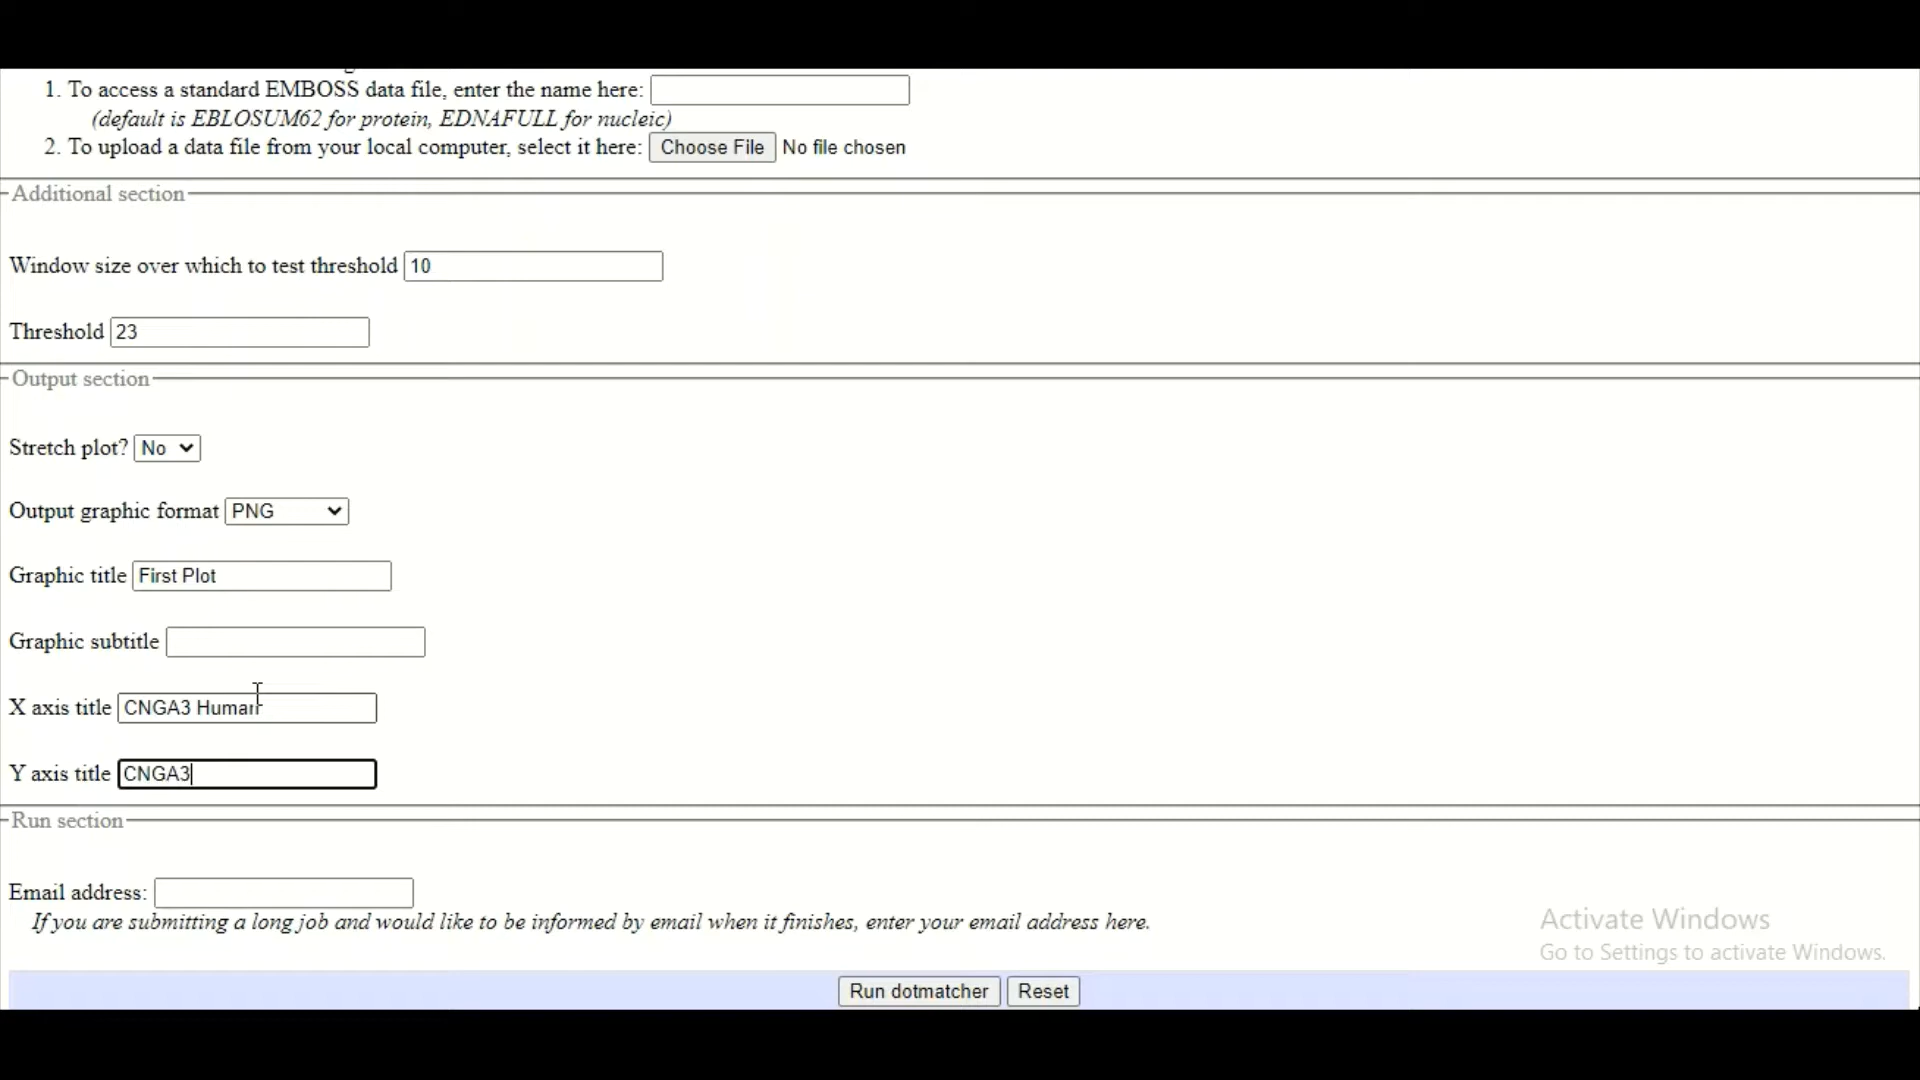 1. To access a standard EMBOSS data file, enter the name here:
(default is EBLOSUM62 for protein, EDNAFULL for nucleic)
2. To upload a data file from your local computer, select it here: Choose File No file chosen
Additional section
Window size over which to test threshold 10
Threshold 23
Output section
Stretch plot? No
Output graphic format PNG
Graphic title First Plot
Graphic subtitle
X axis title CNGA3 Human
Y axis title CNGA3
Run section
Email address:
If you are submitting a long job and would like to be informed by email when it finishes, enter your email address here.
Activate Windows
Go to Settings to activate Windows.
Run dotmatcher Reset